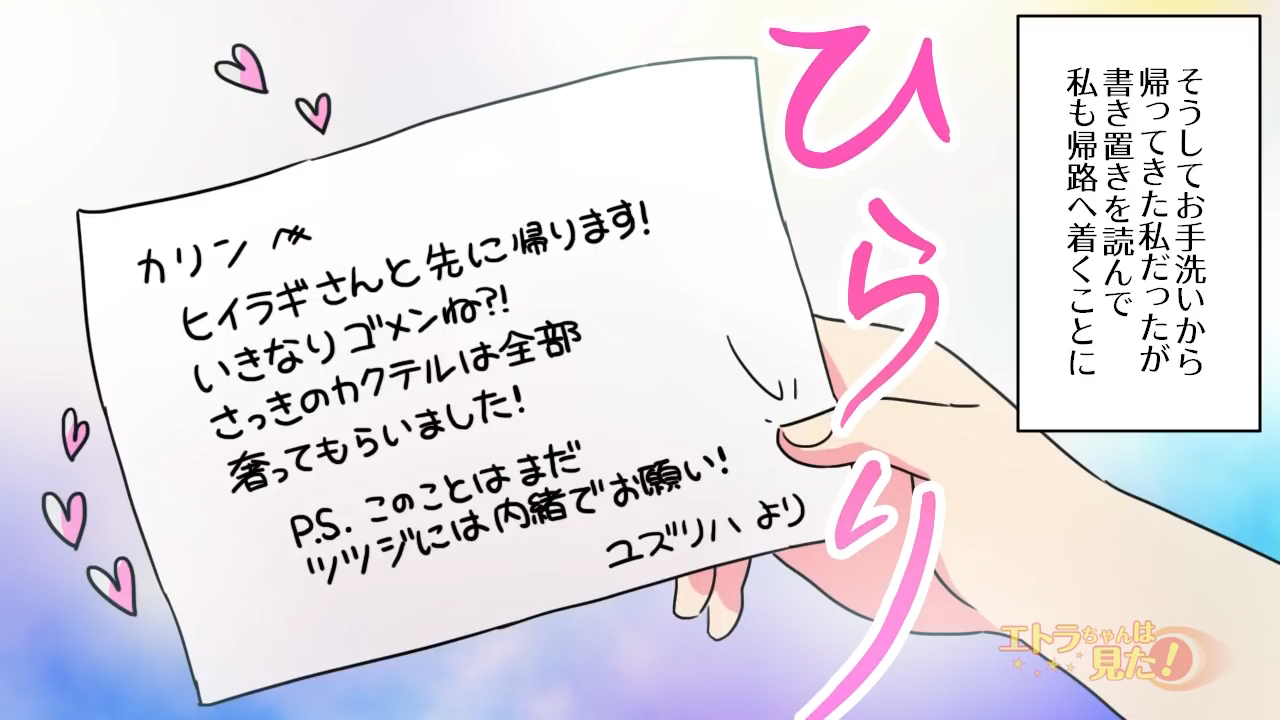 そうしてお手洗いから
帰ってきた私だったが
書き置きを読んで
私も帰路へ着くことに
ひらり
カリン へ
ヒイラギさんと先に帰ります!
いきなりゴメンね?!
さっきのカクテルは全部
奢ってもらいました!
P.S. このことはまだ
ツツジには内緒でお願い!
ユズリハ より
エトラちゃんは
見た!